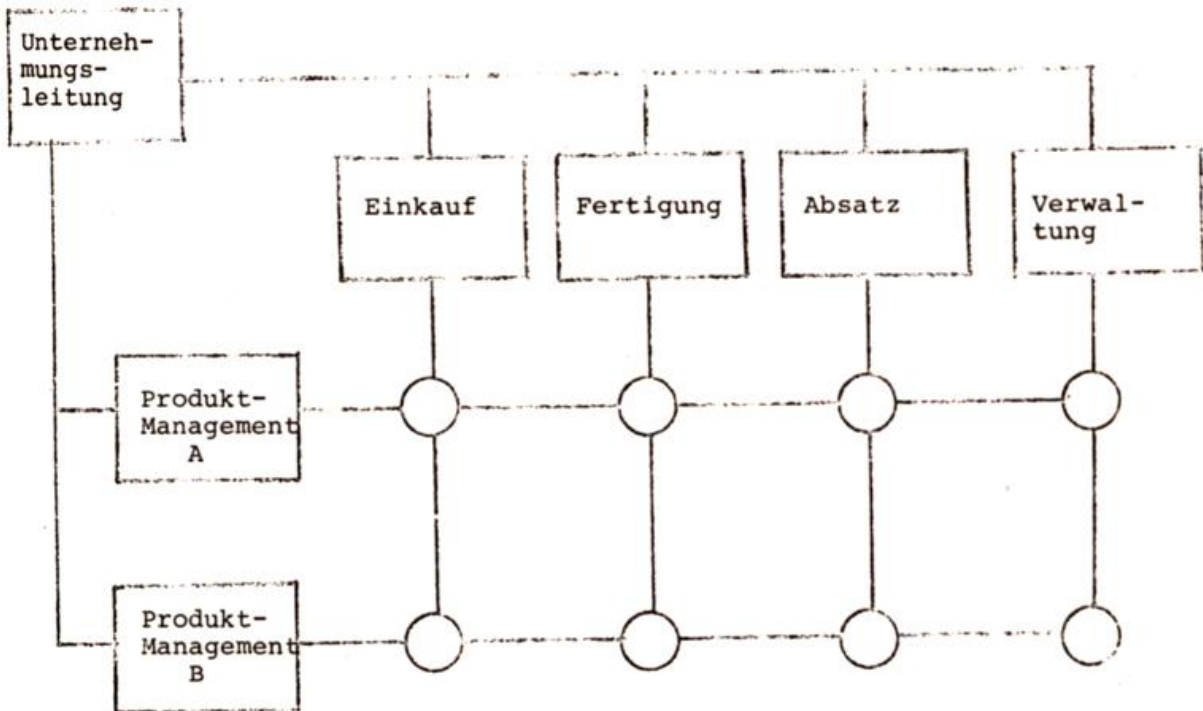 Unterneh-
mungs-
leitung
Einkauf
Fertigung
Absatz
Verwal-
tung
Produkt-
Management
A
Produkt-
Management
B